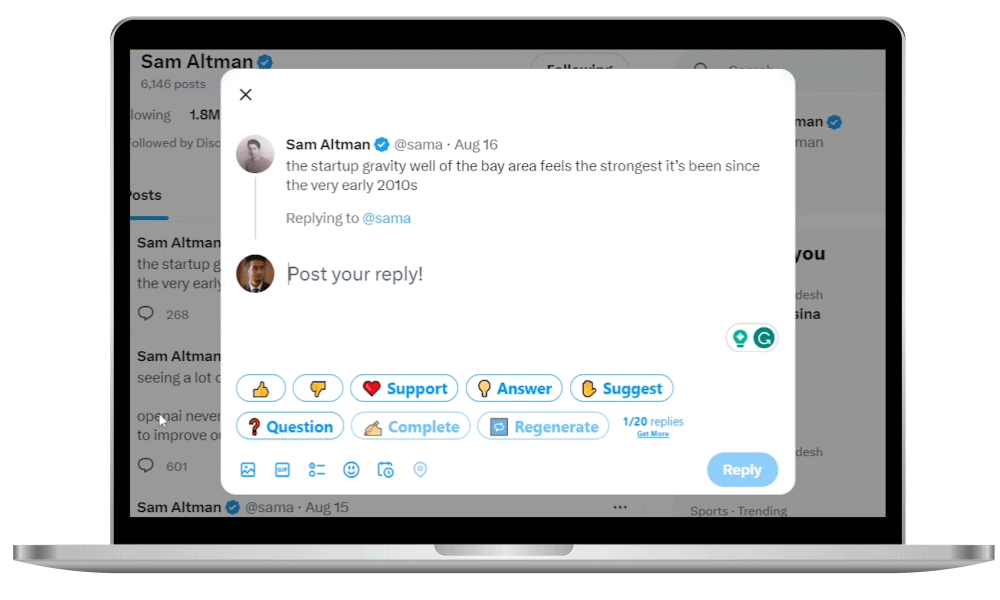 Sam Altman
6,146 posts
lowing 1.8M
ollowed by Disc
Posts
Sam Altman
the startup g
the very early
268
Sam Altman
seeing a lot o
openai never
to improve ou
601
Sam Altman @sama · Aug 15
Following
Search
Sam Altman @sama · Aug 16
the startup gravity well of the bay area feels the strongest it’s been since
the very early 2010s
Replying to @sama
Post your reply!
👍 👎 ❤️ Support 💡 Answer ✋ Suggest
❓ Question ✍ Complete 🔁 Regenerate 1/20 replies
Get More
GIF
Reply
man
man
you
desh
sina
desh
Sports · Trending